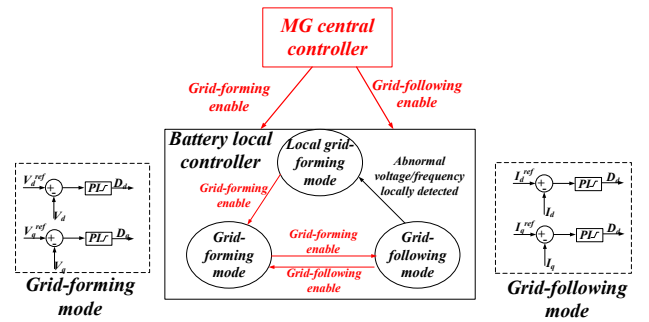 MG central
controller
Grid-forming
enable
Grid-following
enable
Battery local
controller
Local grid-
forming
mode
Abnormal
voltage/frequency
locally detected
Grid-forming
enable
Grid-
forming
mode
Grid-forming
enable
Grid-following
enable
Grid-
following
mode
V_d^ref
+
-
PI
D_d
V_d
V_q^ref
+
-
PI
D_q
V_q
Grid-forming
mode
I_d^ref
+
-
PI
D_d
I_d
I_q^ref
+
-
PI
D_d
I_q
Grid-following
mode